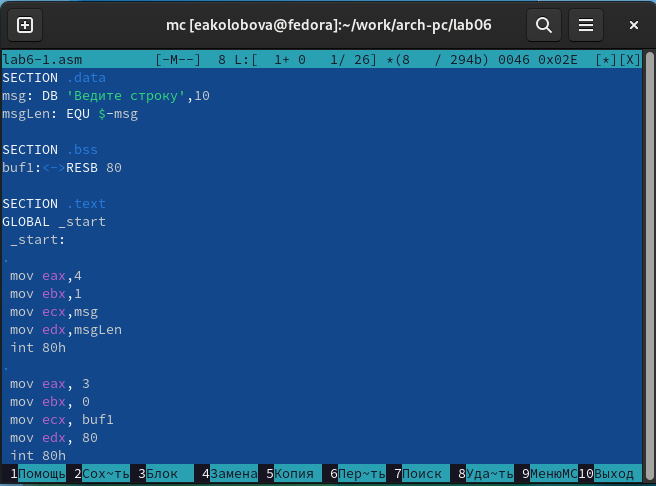 mc [eakolobova@fedora]:~/work/arch-pc/lab06
lab6-1.asm [-M--] 8 L:[ 1+ 0 1/ 26] *(8 / 294b) 0046 0x02E [*][X]
SECTION .data
msg: DB 'Ведите строку',10
msgLen: EQU $-msg
SECTION .bss
buf1:<->RESB 80
SECTION .text
GLOBAL _start
_start:
.
mov eax,4
mov ebx,1
mov ecx,msg
mov edx,msgLen
int 80h
.
mov eax, 3
mov ebx, 0
mov ecx, buf1
mov edx, 80
int 80h
1Помощь 2Сох~ть 3Блок 4Замена 5Копия 6Пер~ть 7Поиск 8Уда~ть 9МенюMC 10Выход